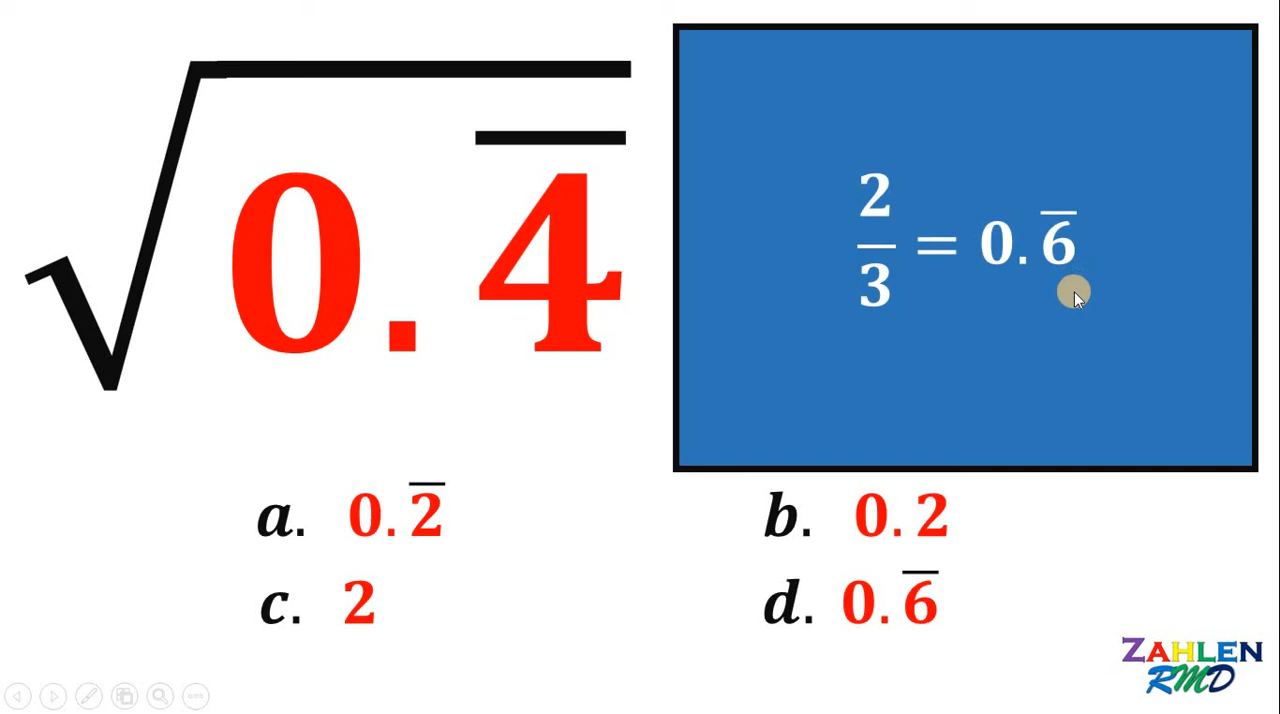 √0.4̅
2/3 = 0.6̅
a. 0.2̅
b. 0.2
c. 2
d. 0.6̅
ZAHLEN
RMD